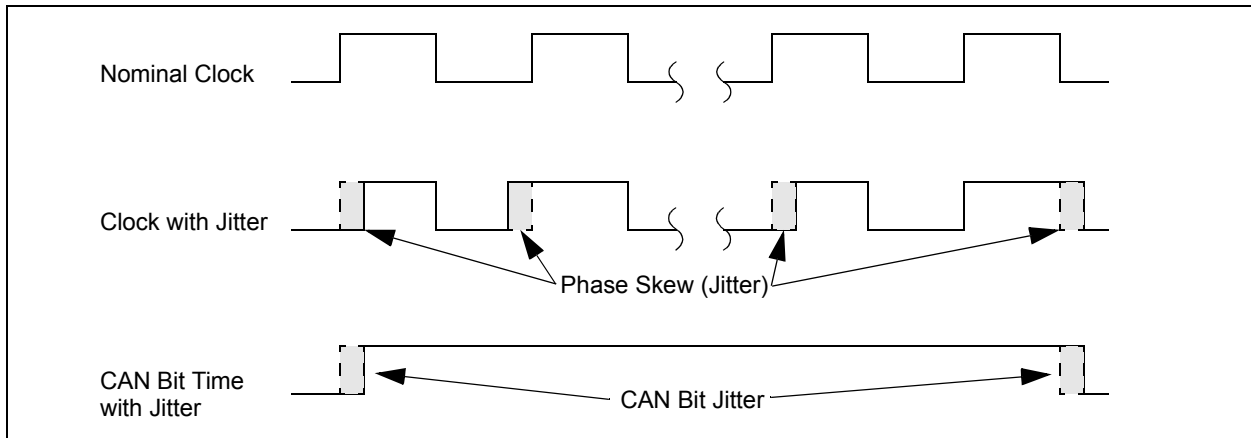 Nominal Clock
Clock with Jitter
Phase Skew (Jitter)
CAN Bit Time
with Jitter
CAN Bit Jitter